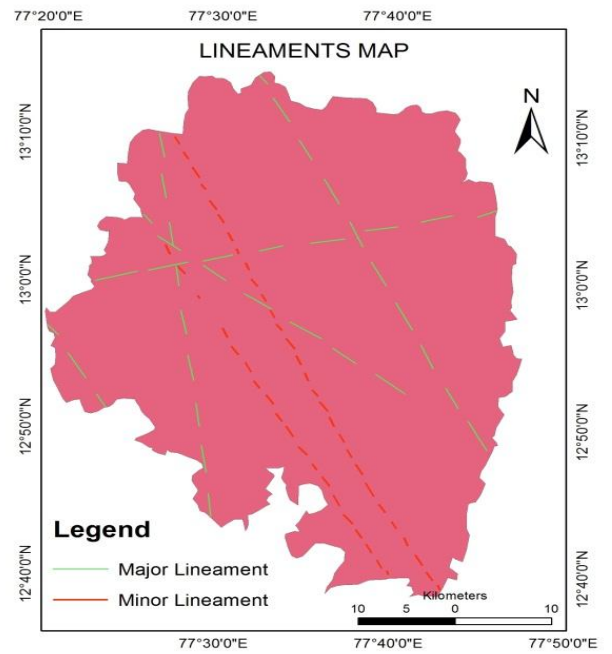 77°20'0"E 77°30'0"E 77°40'0"E
LINEAMENTS MAP
N
13°10'0"N
13°0'0"N
12°50'0"N
12°40'0"N
13°10'0"N
13°0'0"N
12°50'0"N
12°40'0"N
Legend
Major Lineament
Minor Lineament
Kilometers
10 5 0 10
77°30'0"E 77°40'0"E 77°50'0"E